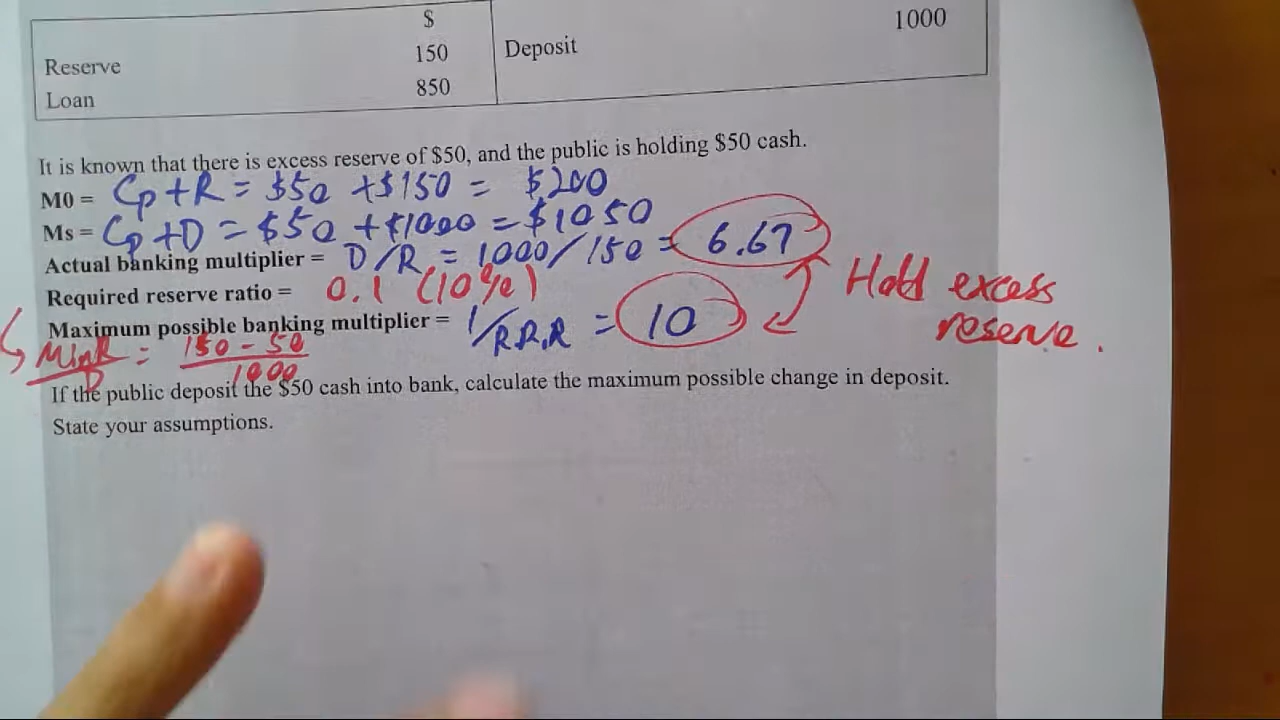 $
Reserve 150 Deposit 1000
Loan 850
It is known that there is excess reserve of $50, and the public is holding $50 cash.
M0 = Cp + R = $50 + $150 = $200
Ms = Cp + D = $50 + $1000 = $1050
Actual banking multiplier = D/R = 1000/150 = 6.67
Required reserve ratio = 0.1 (10%)
Hold excess
reserve.
Maximum possible banking multiplier = 1/R.R.R = 10
Min R / D = 150 - 50 / 1000
If the public deposit the $50 cash into bank, calculate the maximum possible change in deposit.
State your assumptions.